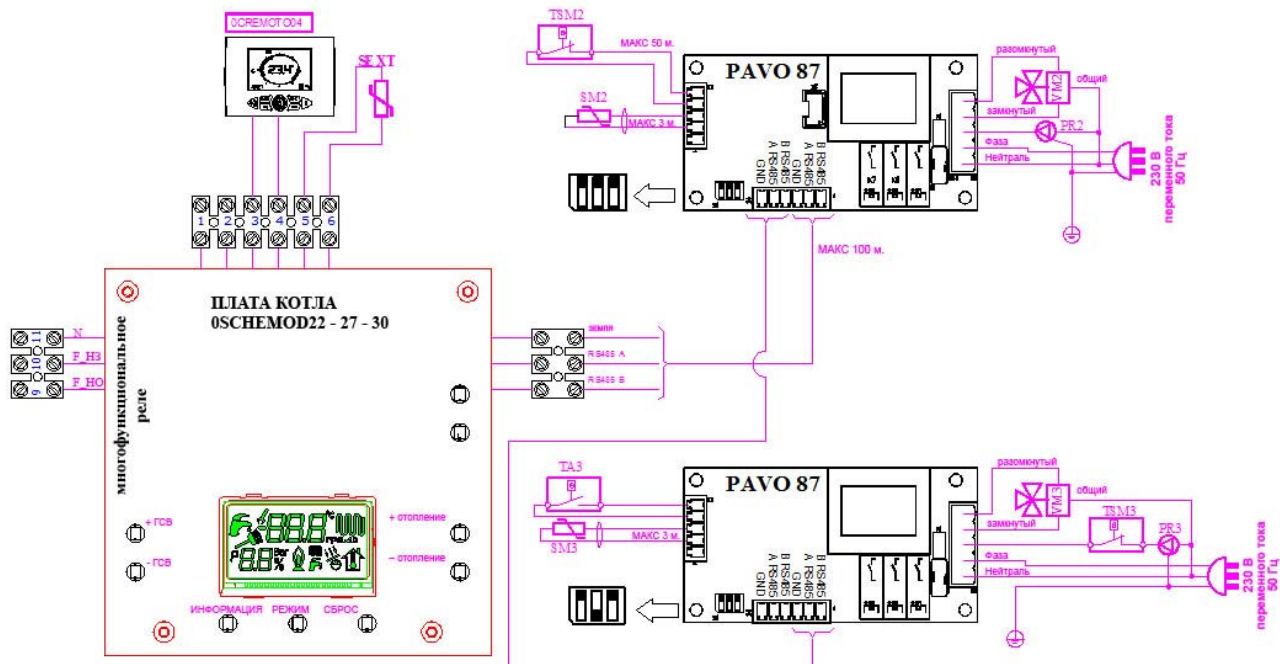 0CREMOTO04
23.4°
SEXT
1 2 3 4 5 6
ПЛАТА КОТЛА
0SCHEMOD22 - 27 - 30
многофункциональное
реле
11 N
10 F_НЗ
9 F_НО
земля
RS485 A
RS485 B
+ ГСВ
- ГСВ
+ отопление
– отопление
ИНФОРМАЦИЯ РЕЖИМ СБРОС
TSM2
МАКС 50 м.
SM2
МАКС 3 м.
PAVO 87
GND
A RS485
B RS485
GND
A RS485
B RS485
МАКС 100 м.
разомкнутый
общий
VM2
замкнутый
PR2
Фаза
Нейтраль
230 В
переменного тока
50 Гц
TA3
SM3
МАКС 3 м.
PAVO 87
GND
A RS485
B RS485
GND
A RS485
B RS485
разомкнутый
общий
VM3
замкнутый
TSM3
PR3
Фаза
Нейтраль
230 В
переменного тока
50 Гц